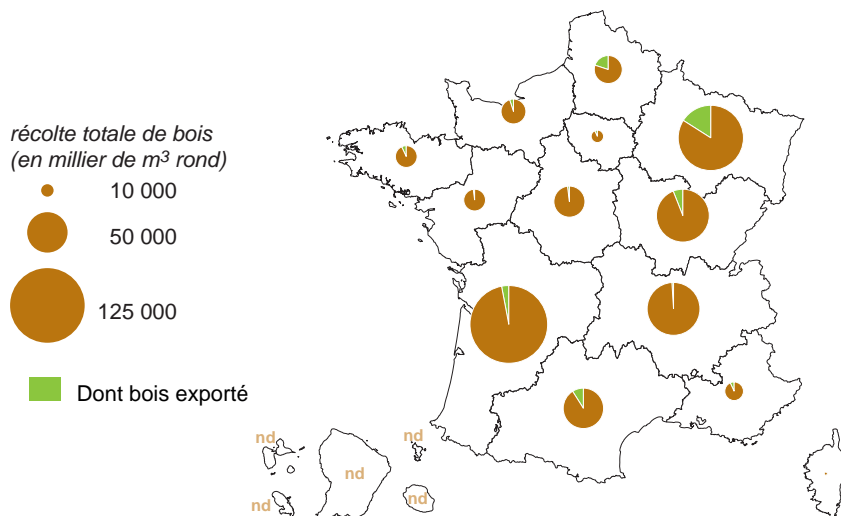 récolte totale de bois
(en millier de m³ rond)
10 000
50 000
125 000
Dont bois exporté
nd
nd
nd
nd
nd